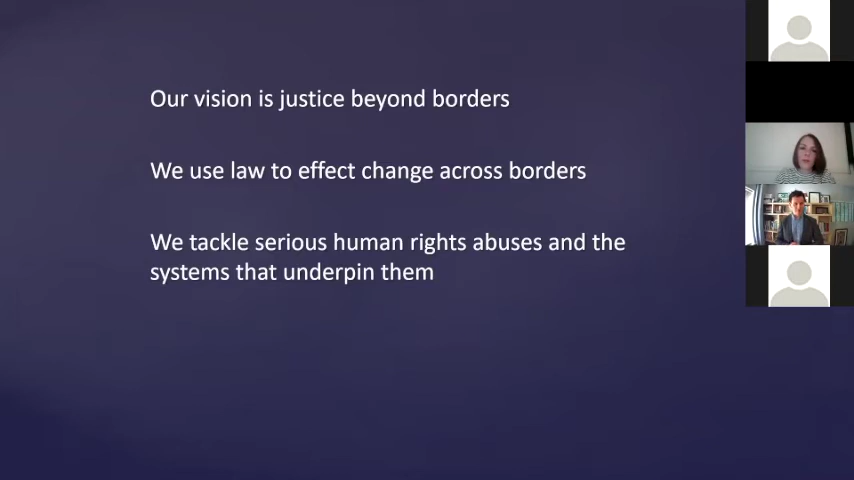 Our vision is justice beyond borders
We use law to effect change across borders
We tackle serious human rights abuses and the
systems that underpin them